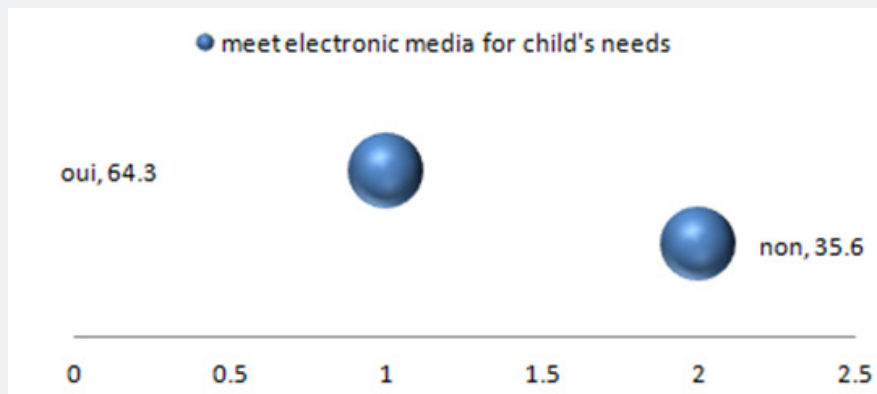 meet electronic media for child's needs
oui, 64.3
non, 35.6
0 0.5 1 1.5 2 2.5